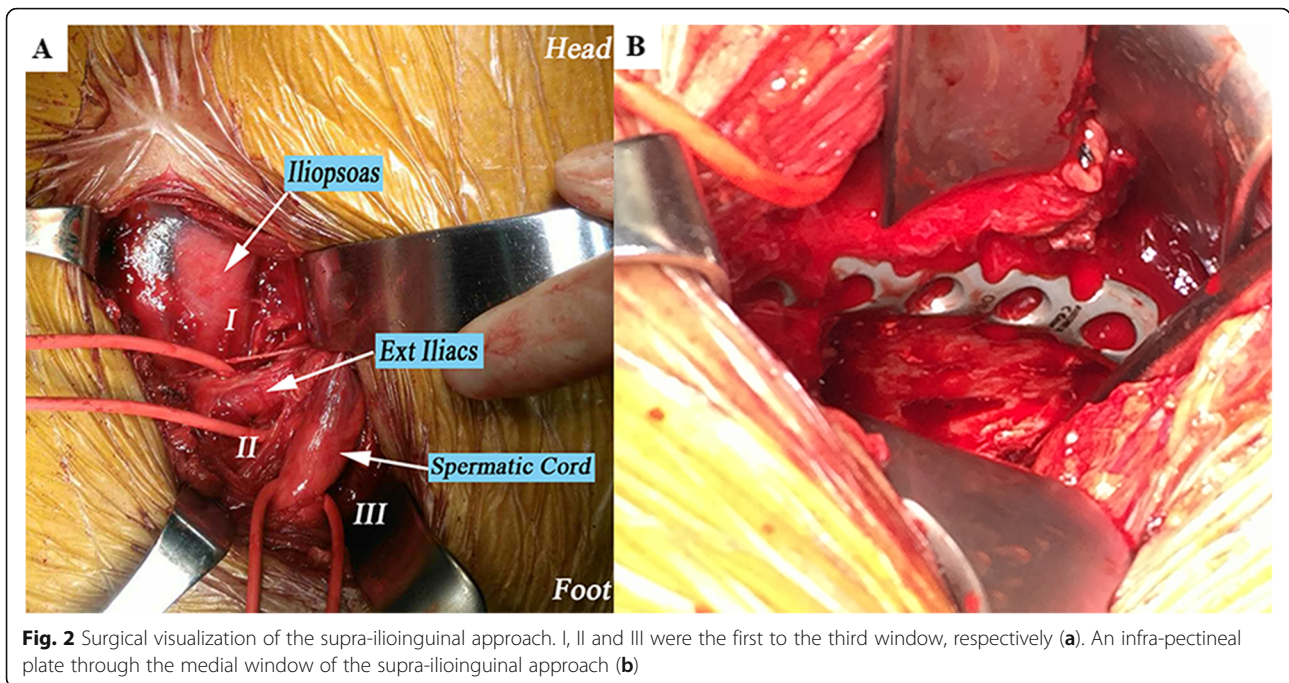 A
Head
B
Iliopsoas
I
Ext Iliacs
II
Spermatic Cord
III
Foot
Fig. 2 Surgical visualization of the supra-ilioinguinal approach. I, II and III were the first to the third window, respectively (a). An infra-pectineal
plate through the medial window of the supra-ilioinguinal approach (b)